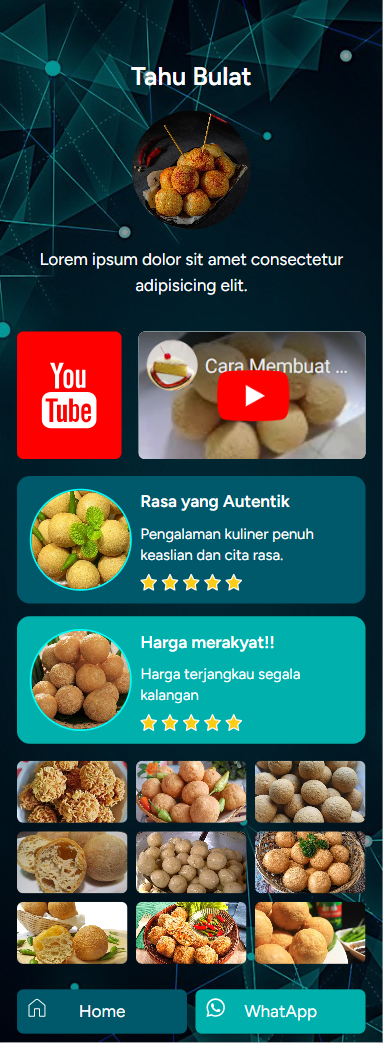 Tahu Bulat
Lorem ipsum dolor sit amet consectetur
adipisicing elit.
You
Tube
Cara Membuat ...
Rasa yang Autentik
Pengalaman kuliner penuh
keaslian dan cita rasa.
Harga merakyat!!
Harga terjangkau segala
kalangan
Home
WhatApp